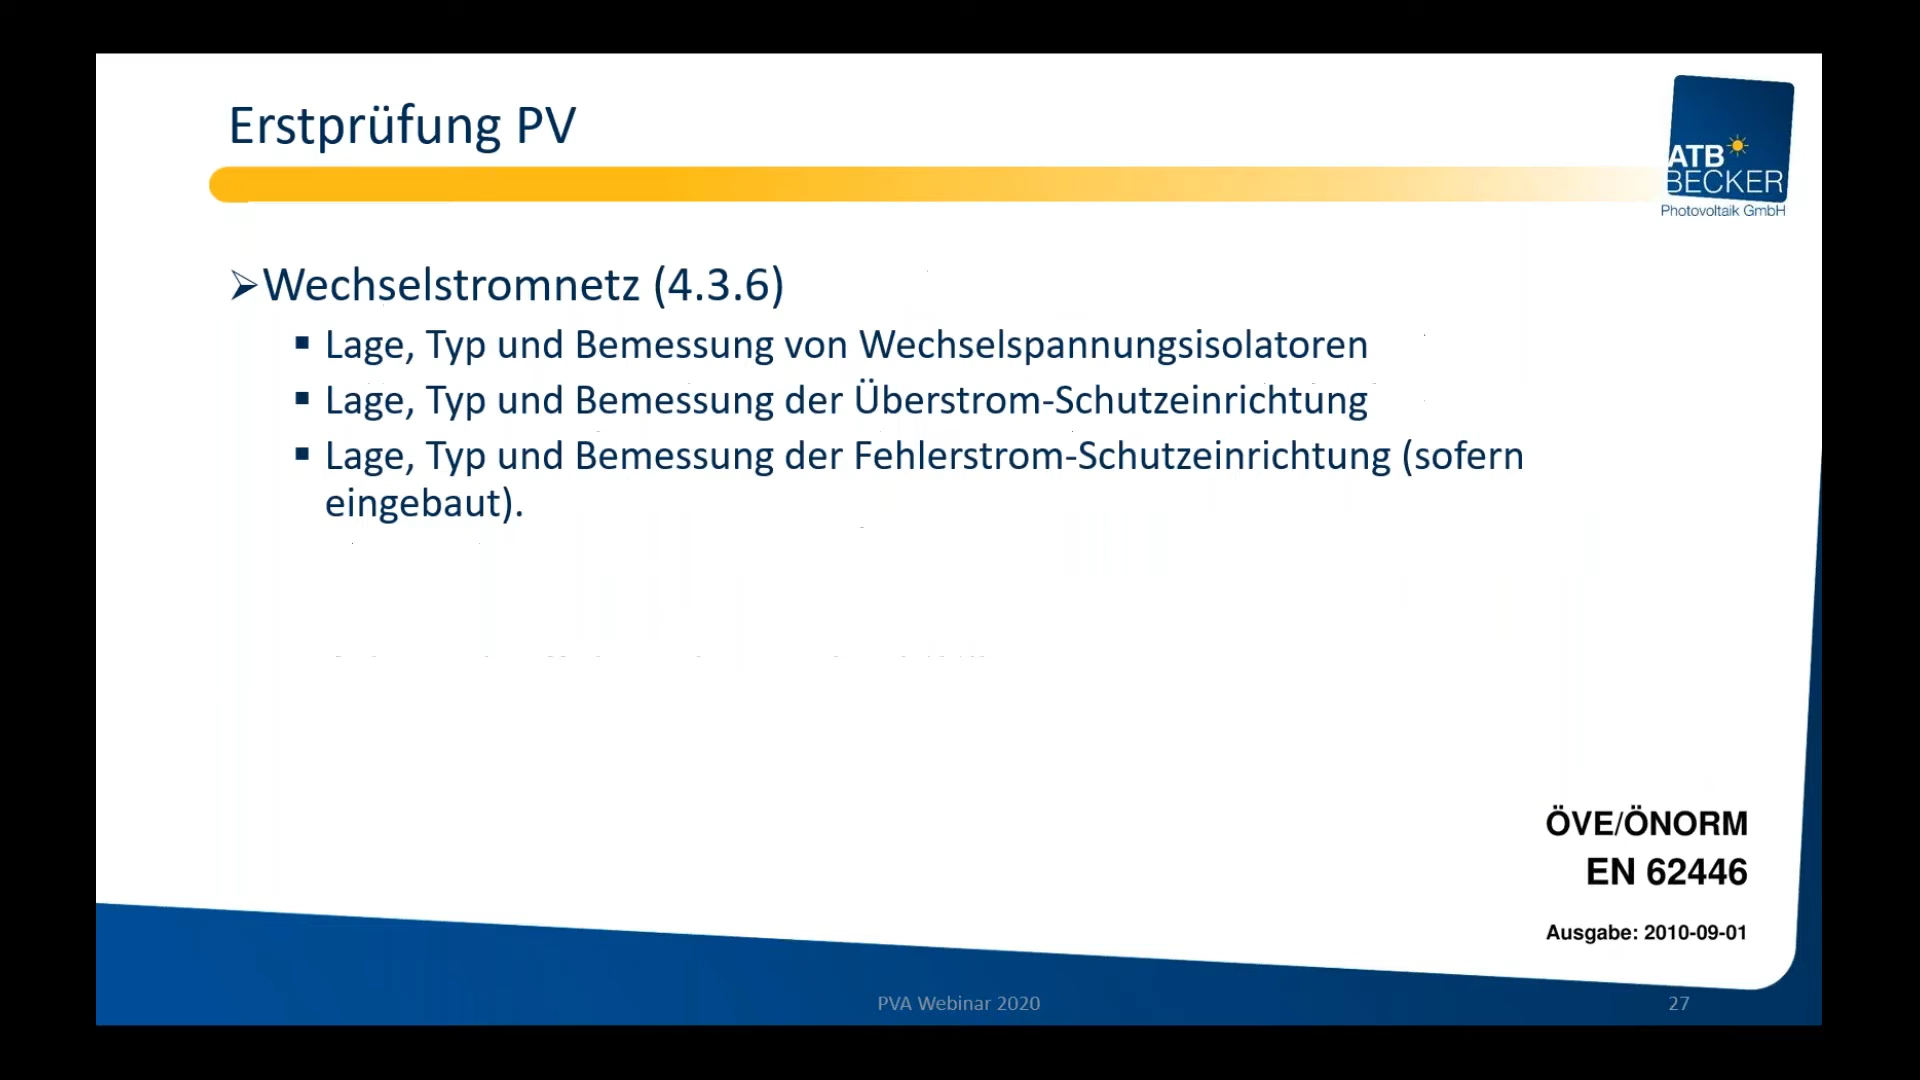 Erstprüfung PV
ATB
BECKER
Photovoltaik GmbH
Wechselstromnetz (4.3.6)
Lage, Typ und Bemessung von Wechselspannungsisolatoren
Lage, Typ und Bemessung der Überstrom-Schutzeinrichtung
Lage, Typ und Bemessung der Fehlerstrom-Schutzeinrichtung (sofern
eingebaut).
ÖVE/ÖNORM
EN 62446
Ausgabe: 2010-09-01
PVA Webinar 2020
27